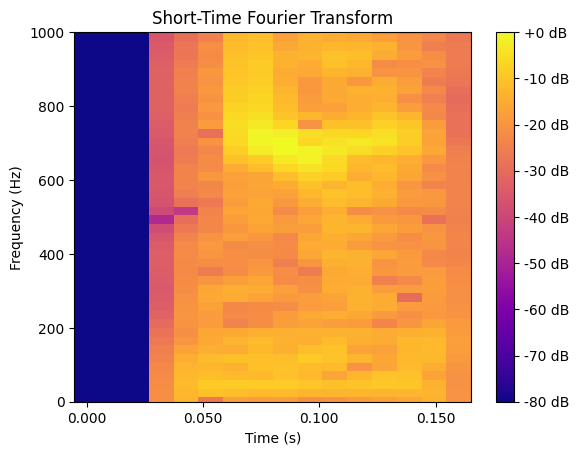 Short-Time Fourier Transform
1000
800
600
400
200
0
Frequency (Hz)
0.000
0.050
0.100
0.150
Time (s)
+0 dB
-10 dB
-20 dB
-30 dB
-40 dB
-50 dB
-60 dB
-70 dB
-80 dB